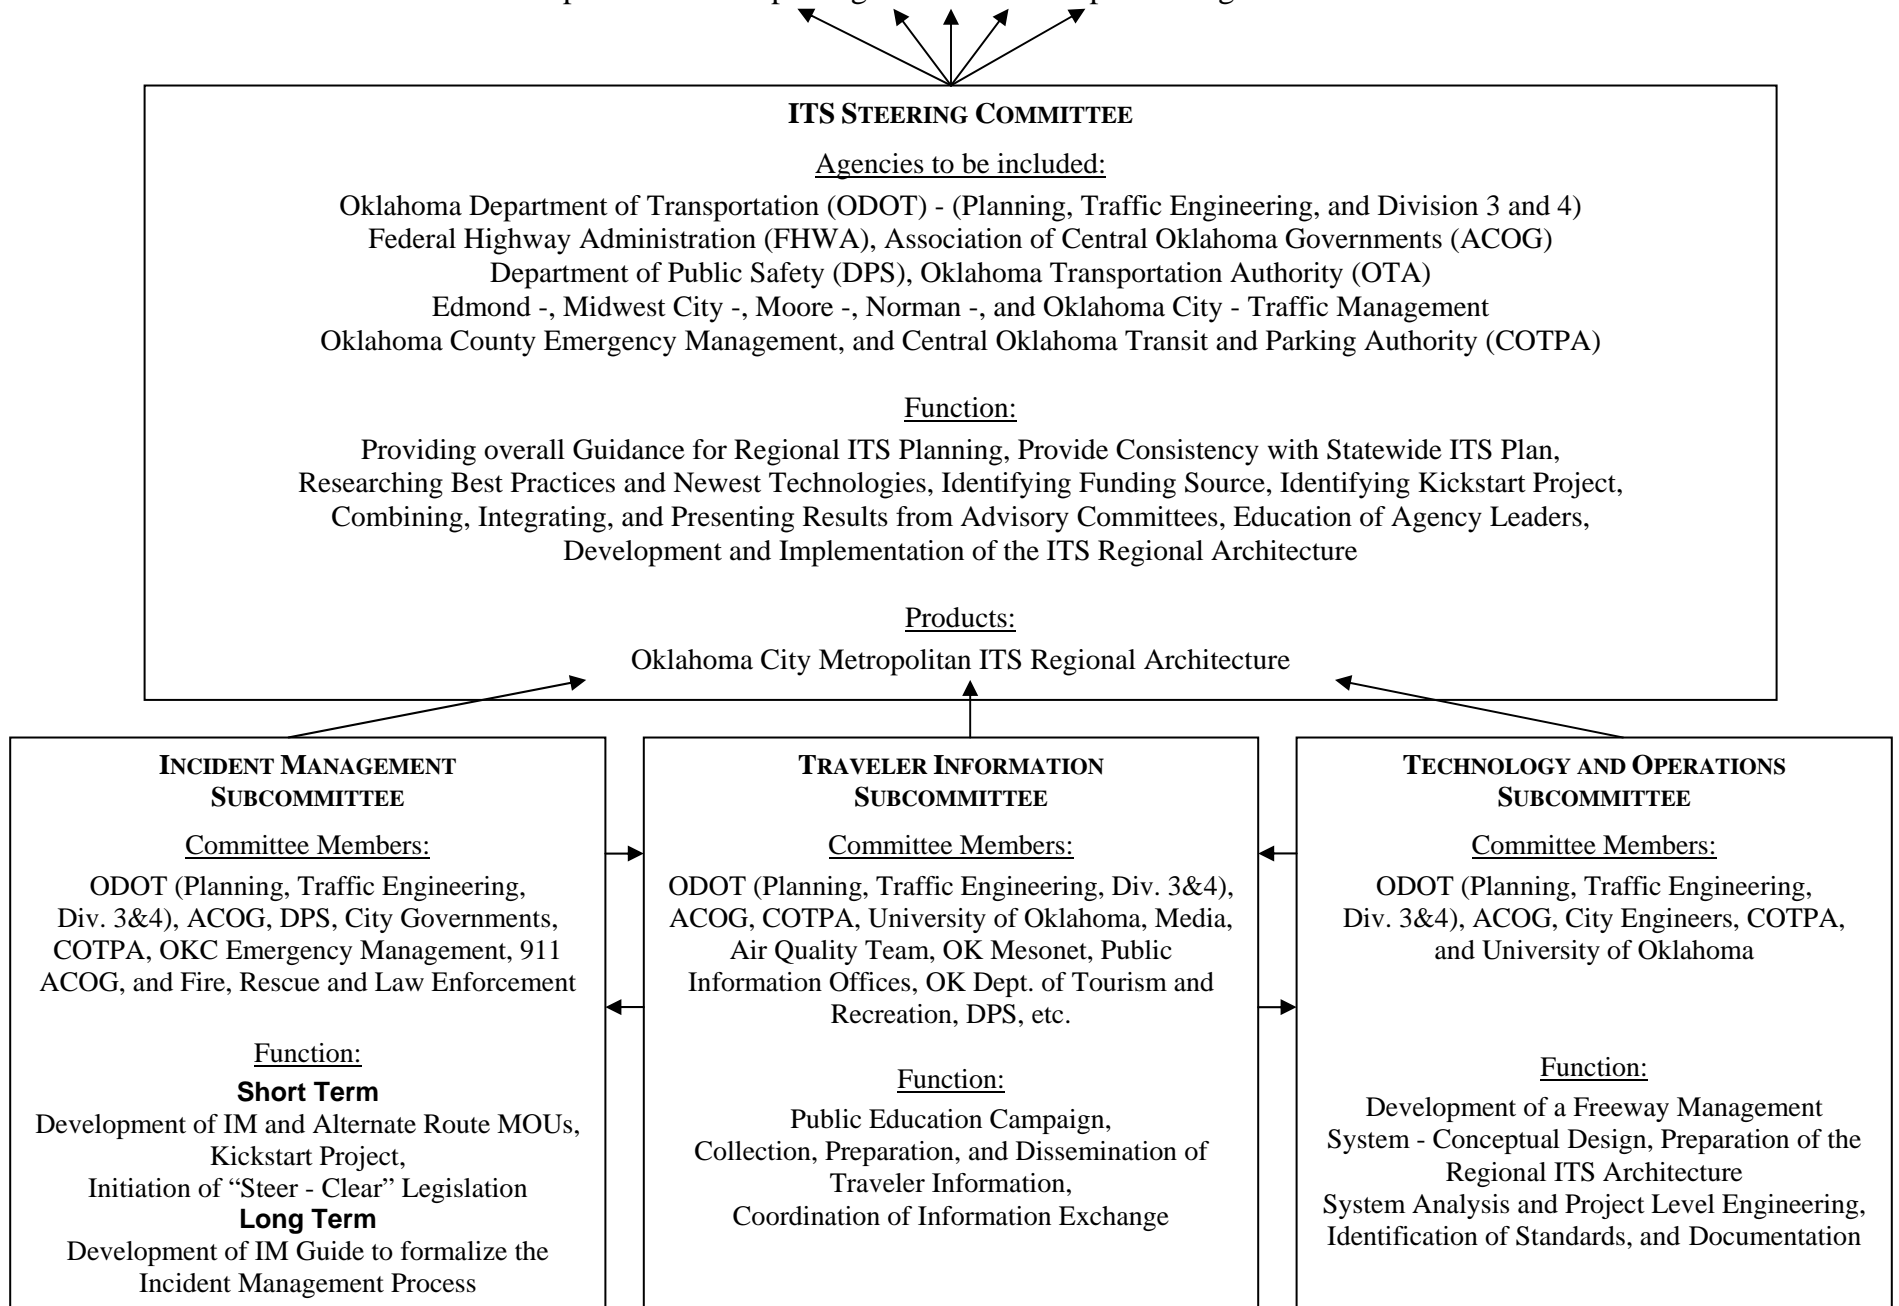 ITS STEERING COMMITTEE
Agencies to be included:
Oklahoma Department of Transportation (ODOT) - (Planning, Traffic Engineering, and Division 3 and 4)
Federal Highway Administration (FHWA), Association of Central Oklahoma Governments (ACOG)
Department of Public Safety (DPS), Oklahoma Transportation Authority (OTA)
Edmond -, Midwest City -, Moore -, Norman -, and Oklahoma City - Traffic Management
Oklahoma County Emergency Management, and Central Oklahoma Transit and Parking Authority (COTPA)
Function:
Providing overall Guidance for Regional ITS Planning, Provide Consistency with Statewide ITS Plan,
Researching Best Practices and Newest Technologies, Identifying Funding Source, Identifying Kickstart Project,
Combining, Integrating, and Presenting Results from Advisory Committees, Education of Agency Leaders,
Development and Implementation of the ITS Regional Architecture
Products:
Oklahoma City Metropolitan ITS Regional Architecture
INCIDENT MANAGEMENT
SUBCOMMITTEE
Committee Members:
ODOT (Planning, Traffic Engineering,
Div. 3&4), ACOG, DPS, City Governments,
COTPA, OKC Emergency Management, 911
ACOG, and Fire, Rescue and Law Enforcement
Function:
Short Term
Development of IM and Alternate Route MOUs,
Kickstart Project,
Initiation of “Steer - Clear” Legislation
Long Term
Development of IM Guide to formalize the
Incident Management Process
TRAVELER INFORMATION
SUBCOMMITTEE
Committee Members:
ODOT (Planning, Traffic Engineering, Div. 3&4),
ACOG, COTPA, University of Oklahoma, Media,
Air Quality Team, OK Mesonet, Public
Information Offices, OK Dept. of Tourism and
Recreation, DPS, etc.
Function:
Public Education Campaign,
Collection, Preparation, and Dissemination of
Traveler Information,
Coordination of Information Exchange
TECHNOLOGY AND OPERATIONS
SUBCOMMITTEE
Committee Members:
ODOT (Planning, Traffic Engineering,
Div. 3&4), ACOG, City Engineers, COTPA,
and University of Oklahoma
Function:
Development of a Freeway Management
System - Conceptual Design, Preparation of the
Regional ITS Architecture
System Analysis and Project Level Engineering,
Identification of Standards, and Documentation